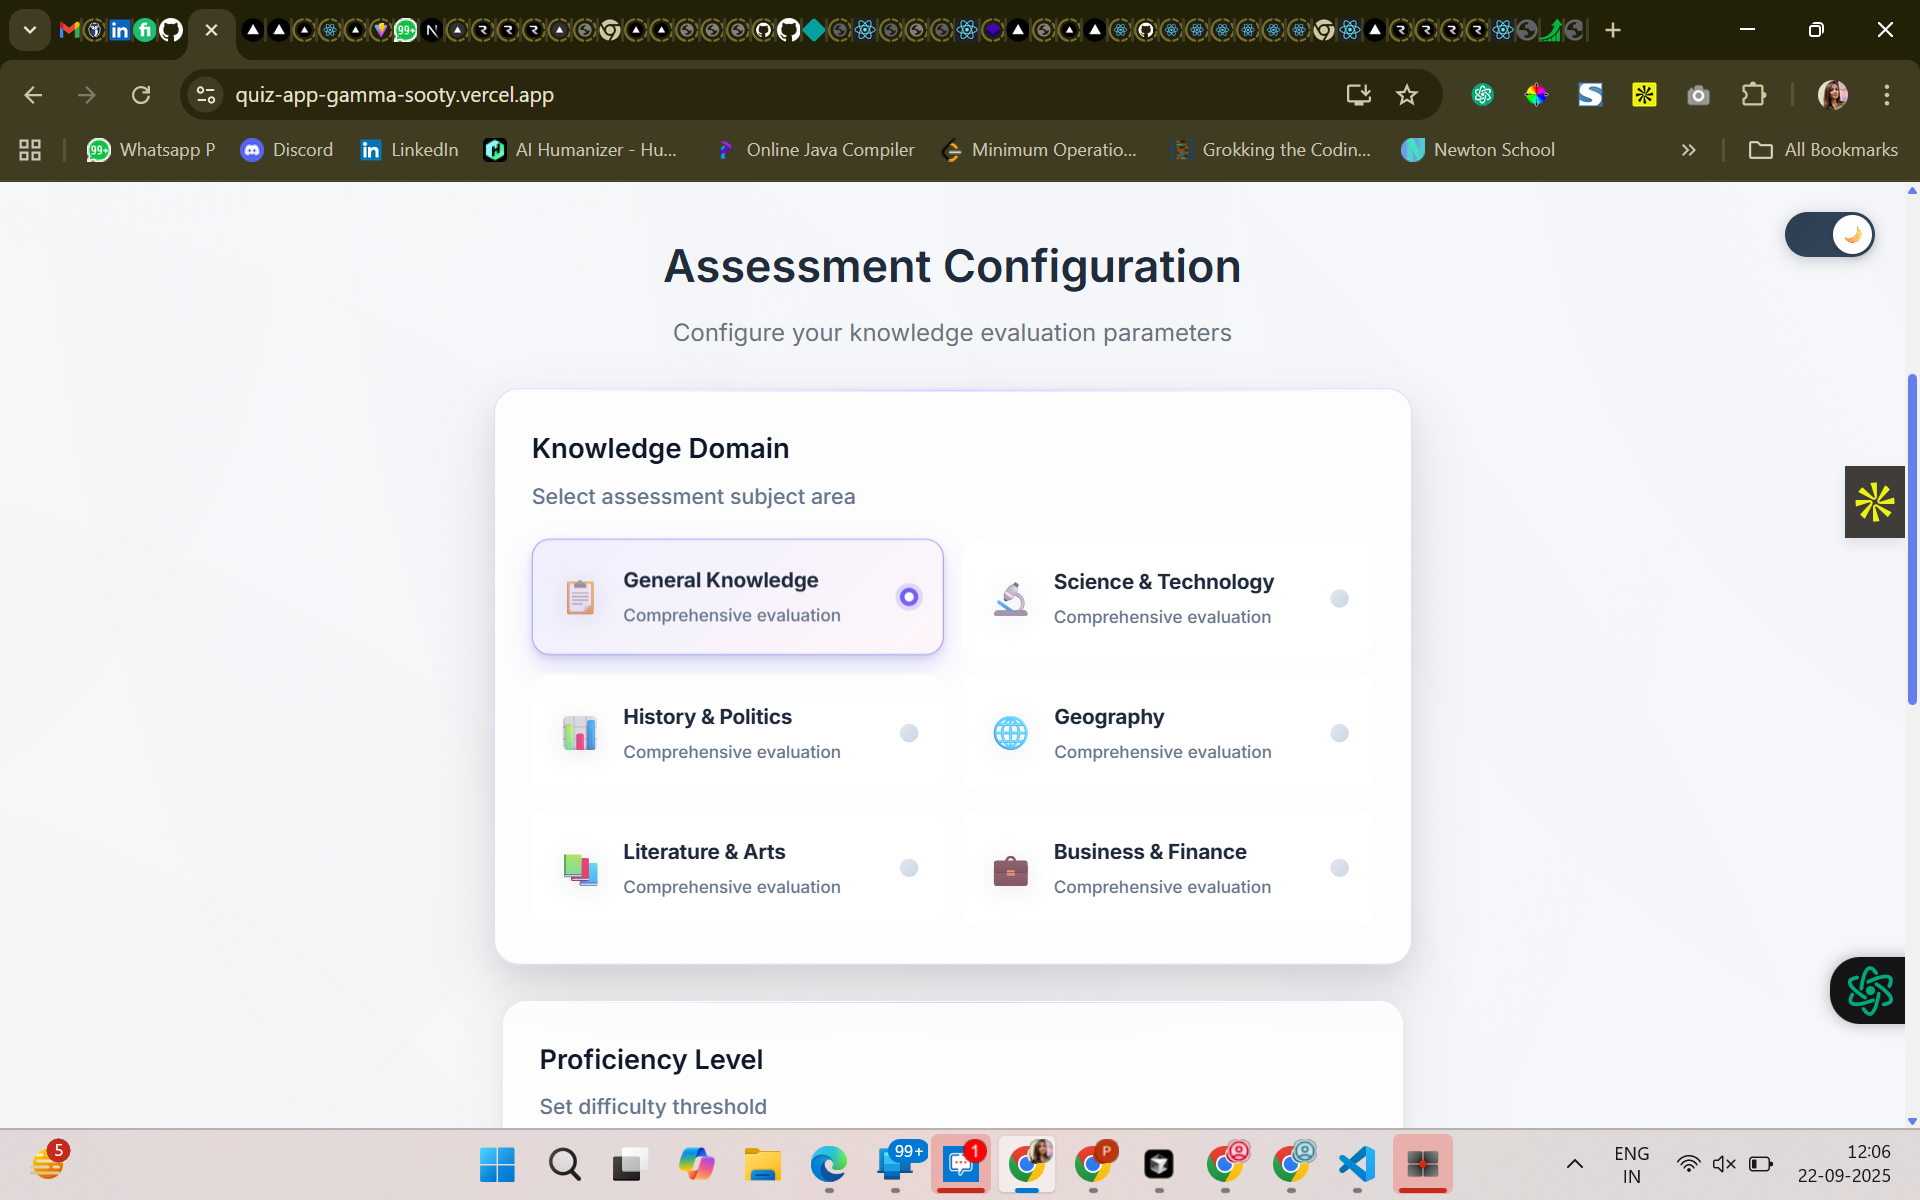 99+
N
quiz-app-gamma-sooty.vercel.app
99+ Whatsapp P
Discord
in LinkedIn
AI Humanizer - Hu...
Online Java Compiler
Minimum Operatio...
Grokking the Codin...
Newton School
All Bookmarks
Assessment Configuration
Configure your knowledge evaluation parameters
Knowledge Domain
Select assessment subject area
General Knowledge
Comprehensive evaluation
Science & Technology
Comprehensive evaluation
History & Politics
Comprehensive evaluation
Geography
Comprehensive evaluation
Literature & Arts
Comprehensive evaluation
Business & Finance
Comprehensive evaluation
Proficiency Level
Set difficulty threshold
5
99+
1
P
ENG
IN
12:06
22-09-2025